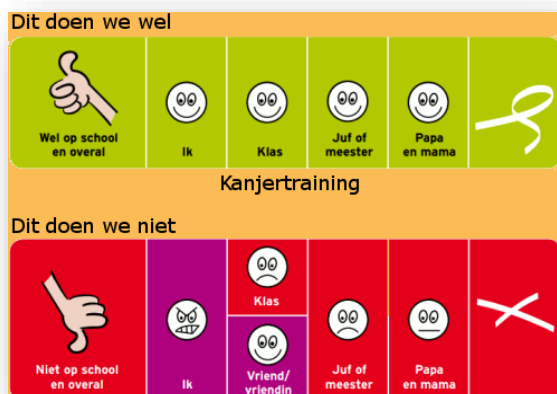 Dit doen we wel
Wel op school
en overal
Ik
Klas
Juf of
meester
Papa
en mama
Kanjertraining
Dit doen we niet
Niet op school
en overal
Ik
Klas
Vriend/
vriendin
Juf of
meester
Papa
en mama